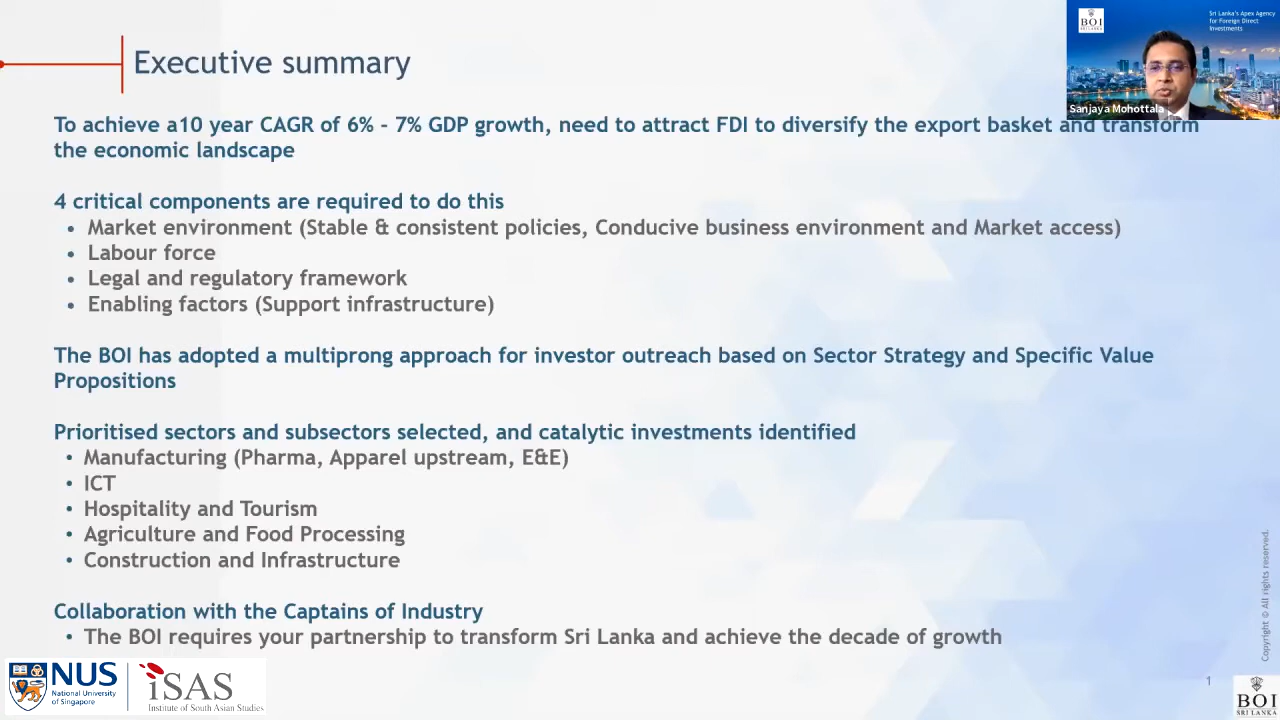 Executive summary
BOI
SRI LANKA
Sri Lanka's Apex Agency
for Foreign Direct
Investments
Sanjaya Mohottala
To achieve a10 year CAGR of 6% - 7% GDP growth, need to attract FDI to diversify the export basket and transform
the economic landscape
4 critical components are required to do this
• Market environment (Stable & consistent policies, Conducive business environment and Market access)
• Labour force
• Legal and regulatory framework
• Enabling factors (Support infrastructure)
The BOI has adopted a multiprong approach for investor outreach based on Sector Strategy and Specific Value
Propositions
Prioritised sectors and subsectors selected, and catalytic investments identified
• Manufacturing (Pharma, Apparel upstream, E&E)
• ICT
• Hospitality and Tourism
• Agriculture and Food Processing
• Construction and Infrastructure
Collaboration with the Captains of Industry
• The BOI requires your partnership to transform Sri Lanka and achieve the decade of growth
Copyright © All rights reserved.
NUS
National University
of Singapore
iSAS
Institute of South Asian Studies
1
BOI
SRI LANKA